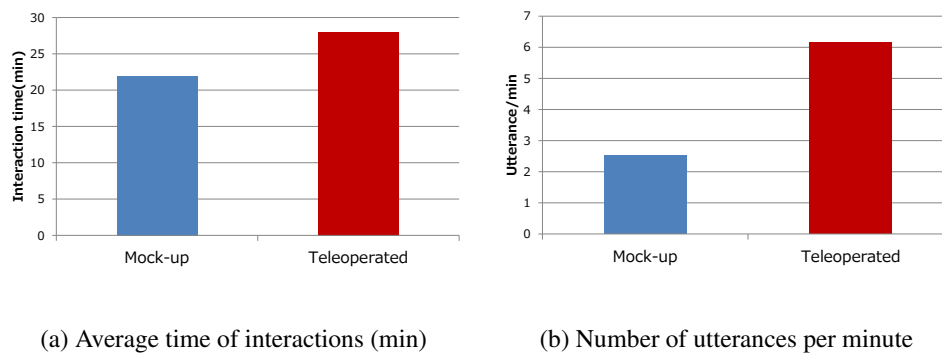 Interaction time(min)
30
25
20
15
10
5
0
Mock-up Teleoperated
(a) Average time of interactions (min)
Utterance/min
7
6
5
4
3
2
1
0
Mock-up Teleoperated
(b) Number of utterances per minute